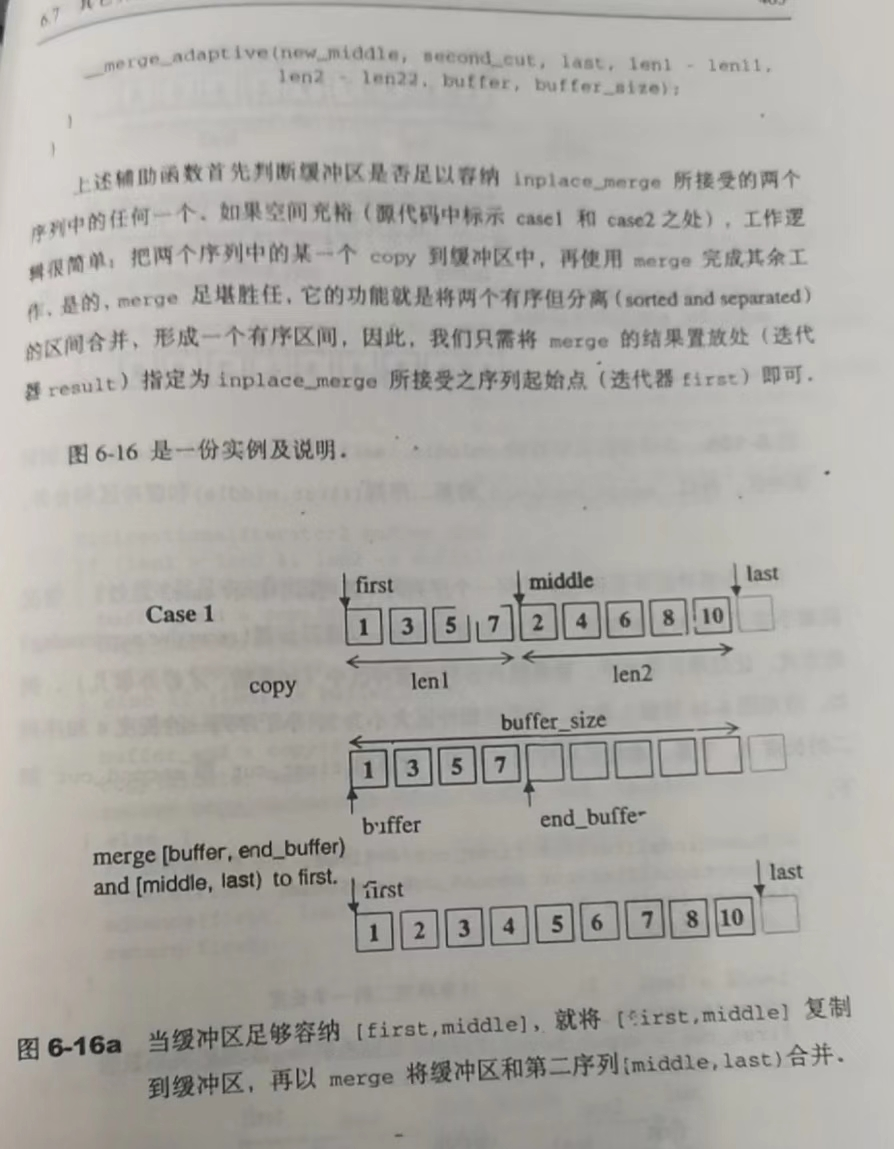 6.7
__merge_adaptive(new_middle, second_cut, last, len1 - len11,
len2 - len22, buffer, buffer_size);
}
}
上述辅助函数首先判断缓冲区是否足以容纳 inplace_merge 所接受的两个
序列中的任何一个．如果空间充裕（源代码中标示 case1 和 case2 之处），工作逻
辑很简单：把两个序列中的某一个 copy 到缓冲区中，再使用 merge 完成其余工
作．是的，merge 足堪胜任，它的功能就是将两个有序但分离（sorted and separated）
的区间合并，形成一个有序区间，因此，我们只需将 merge 的结果置放处（迭代
器 result）指定为 inplace_merge 所接受之序列起始点（迭代器 first）即可．
图 6-16 是一份实例及说明．
first middle last
Case 1 1 3 5 7 2 4 6 8 10
copy len1 len2
buffer_size
1 3 5 7
buffer end_buffer
merge [buffer, end_buffer)
and [middle, last) to first. first last
1 2 3 4 5 6 7 8 10
图 6-16a 当缓冲区足够容纳 [first,middle]，就将 [first,middle] 复制
到缓冲区，再以 merge 将缓冲区和第二序列[middle,last)合并．